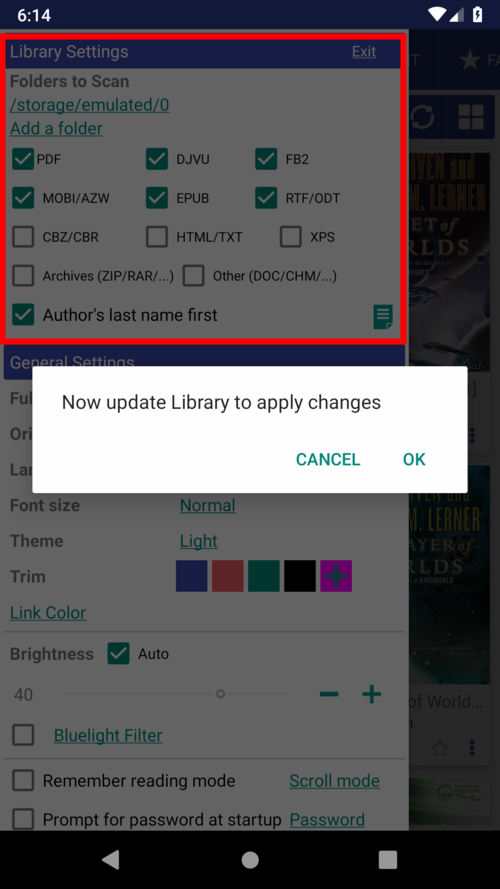 6:14
Library Settings Exit
Folders to Scan
/storage/emulated/0
Add a folder
PDF DJVU FB2
MOBI/AZW EPUB RTF/ODT
CBZ/CBR HTML/TXT XPS
Archives (ZIP/RAR/...) Other (DOC/CHM/...)
Author's last name first
General Settings
Now update Library to apply changes
CANCEL OK
Font size Normal
Theme Light
Trim
Link Color
Brightness Auto
40
Bluelight Filter
Remember reading mode Scroll mode
Prompt for password at startup Password
FA
IVEN and
M. LERNER
ET of
RLDS
IVEN and
M. LERNER
AYER of
RLDS
of World...